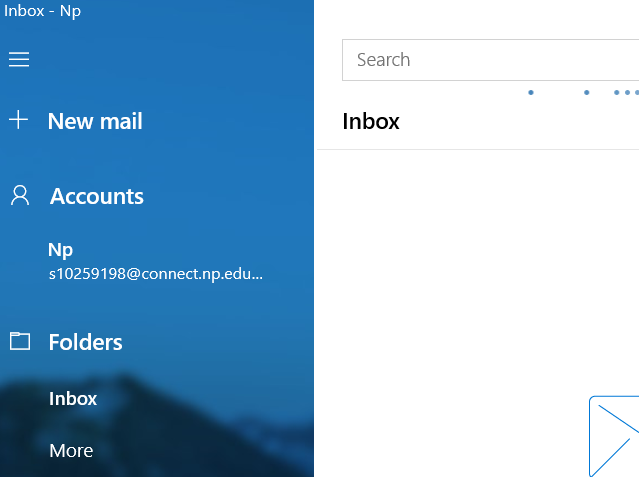 Inbox - Np
Search
New mail
Inbox
Accounts
Np
s10259198@connect.np.edu...
Folders
Inbox
More